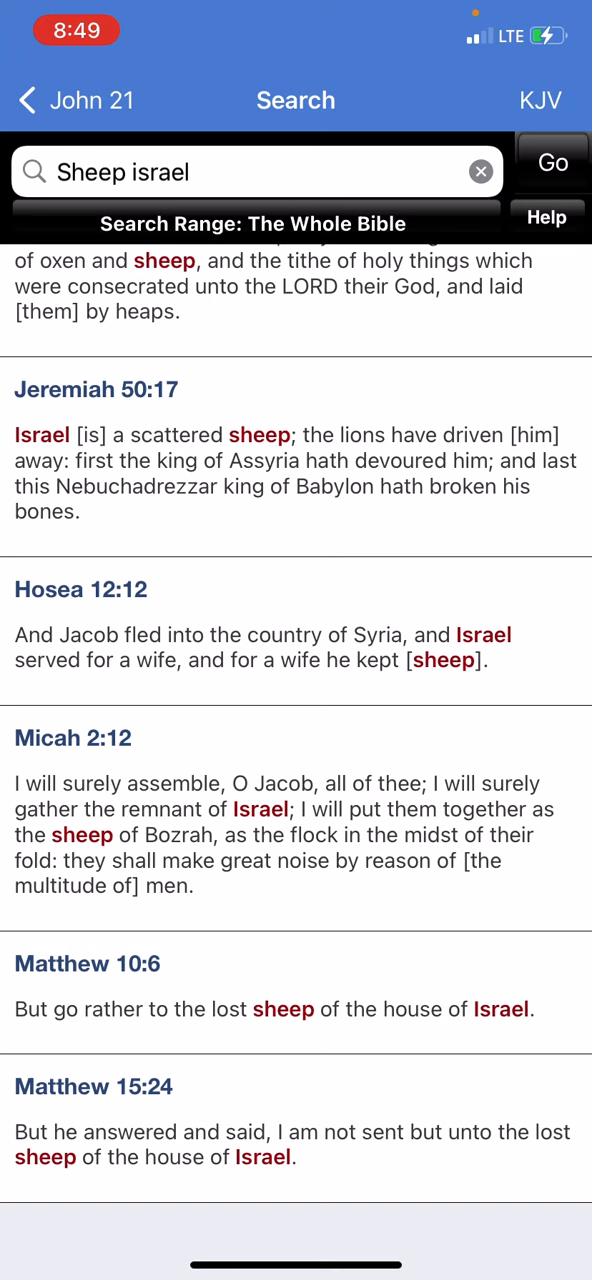 8:49
LTE
John 21
Search
KJV
Sheep israel
Go
Search Range: The Whole Bible
Help
of oxen and sheep, and the tithe of holy things which
were consecrated unto the LORD their God, and laid
[them] by heaps.
Jeremiah 50:17
Israel [is] a scattered sheep; the lions have driven [him]
away: first the king of Assyria hath devoured him; and last
this Nebuchadrezzar king of Babylon hath broken his
bones.
Hosea 12:12
And Jacob fled into the country of Syria, and Israel
served for a wife, and for a wife he kept [sheep].
Micah 2:12
I will surely assemble, O Jacob, all of thee; I will surely
gather the remnant of Israel; I will put them together as
the sheep of Bozrah, as the flock in the midst of their
fold: they shall make great noise by reason of [the
multitude of] men.
Matthew 10:6
But go rather to the lost sheep of the house of Israel.
Matthew 15:24
But he answered and said, I am not sent but unto the lost
sheep of the house of Israel.